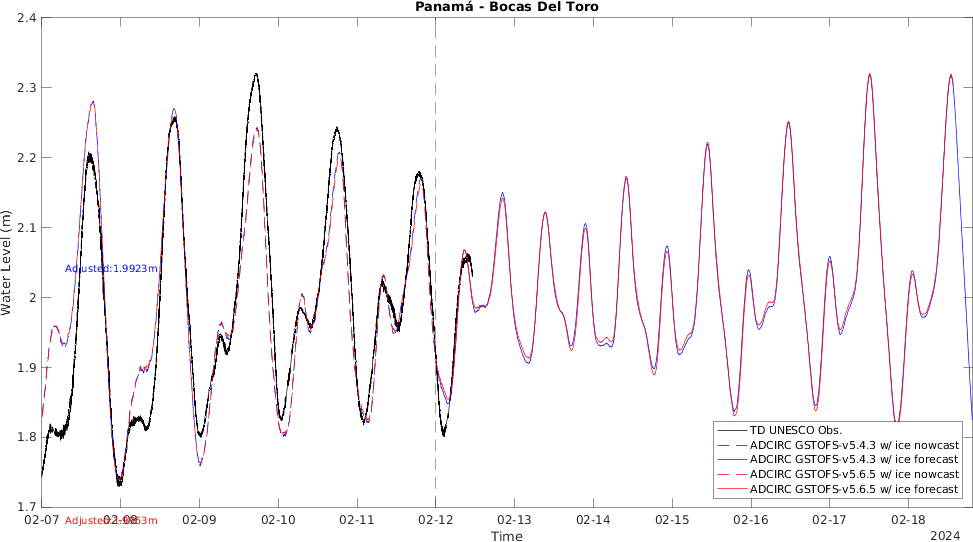 Panamá - Bocas Del Toro
2.4
2.3
2.2
2.1
2
1.9
1.8
1.7
Water Level (m)
Adjusted:1.9923m
TD UNESCO Obs.
ADCIRC GSTOFS-v5.4.3 w/ ice nowcast
ADCIRC GSTOFS-v5.4.3 w/ ice forecast
ADCIRC GSTOFS-v5.6.5 w/ ice nowcast
ADCIRC GSTOFS-v5.6.5 w/ ice forecast
02-07 02-08 02-09 02-10 02-11 02-12 02-13 02-14 02-15 02-16 02-17 02-18
Time
2024